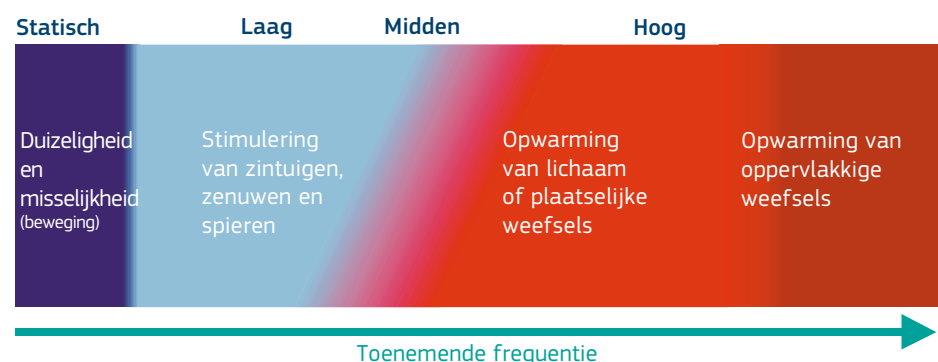 Statisch Laag Midden Hoog
Duizeligheid
en
misselijkheid
(beweging)
Stimulering
van zintuigen,
zenuwen en
spieren
Opwarming
van lichaam
of plaatselijke
weefsels
Opwarming van
oppervlakkige
weefsels
Toenemende frequentie